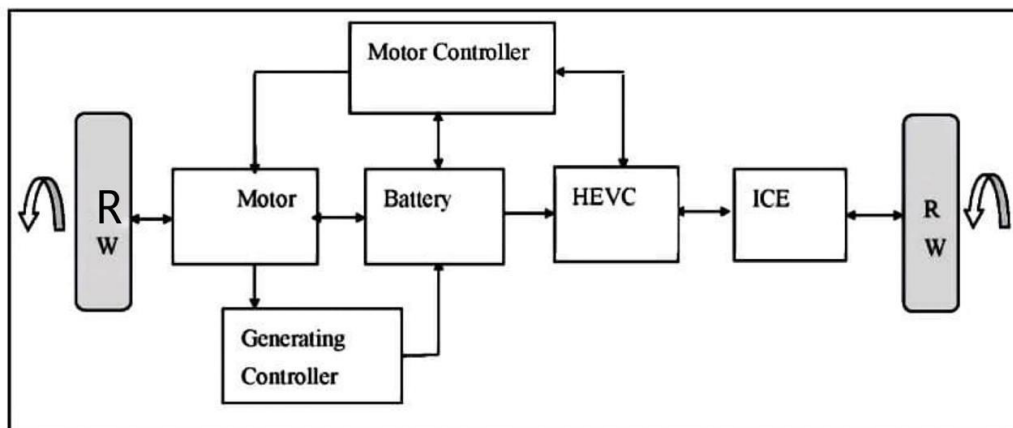 Motor Controller
R
W
Motor
Battery
HEVC
ICE
R
W
Generating
Controller